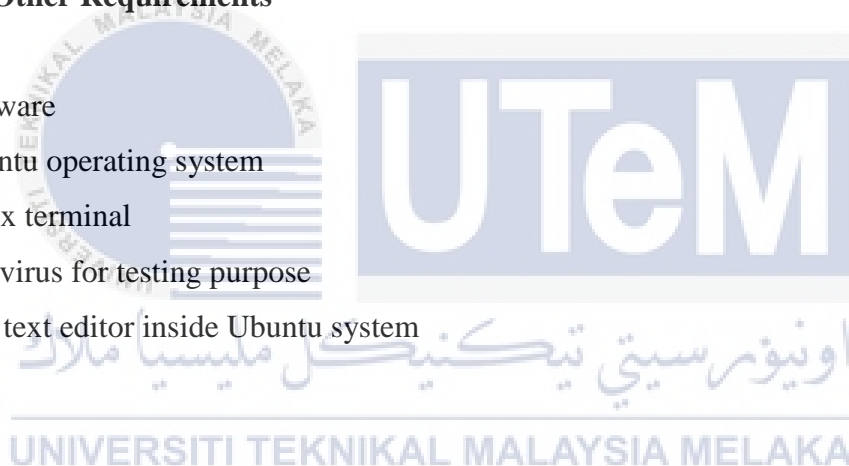 Other Requirements
ware
ntu operating system
x terminal
virus for testing purpose
text editor inside Ubuntu system
UTeM
اونيۏرسيتي تيكنيكل مليسيا ملاك
UNIVERSITI TEKNIKAL MALAYSIA MELAKA